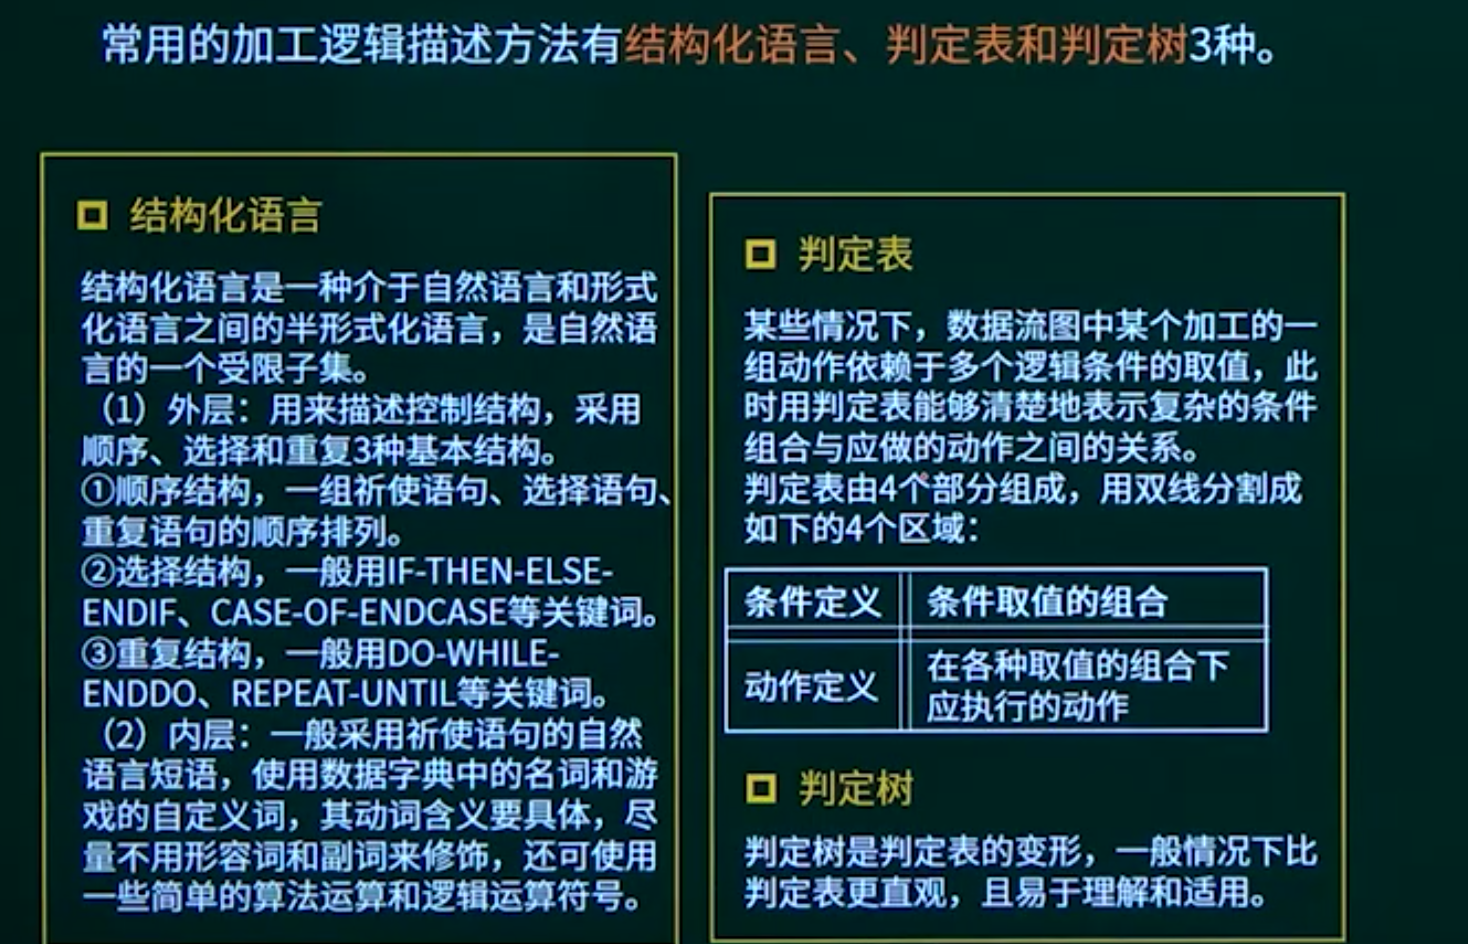 常用的加工逻辑描述方法有结构化语言、判定表和判定树3种。
结构化语言
结构化语言是一种介于自然语言和形式
化语言之间的半形式化语言，是自然语
言的一个受限子集。
（1）外层：用来描述控制结构，采用
顺序、选择和重复3种基本结构。
①顺序结构，一组祈使语句、选择语句、
重复语句的顺序排列。
②选择结构，一般用IF-THEN-ELSE-
ENDIF、CASE-OF-ENDCASE等关键词。
③重复结构，一般用DO-WHILE-
ENDDO、REPEAT-UNTIL等关键词。
（2）内层：一般采用祈使语句的自然
语言短语，使用数据字典中的名词和游
戏的自定义词，其动词含义要具体，尽
量不用形容词和副词来修饰，还可使用
一些简单的算法运算和逻辑运算符号。
判定表
某些情况下，数据流图中某个加工的一
组动作依赖于多个逻辑条件的取值，此
时用判定表能够清楚地表示复杂的条件
组合与应做的动作之间的关系。
判定表由4个部分组成，用双线分割成
如下的4个区域：
条件定义 条件取值的组合
动作定义 在各种取值的组合下
应执行的动作
判定树
判定树是判定表的变形，一般情况下比
判定表更直观，且易于理解和适用。